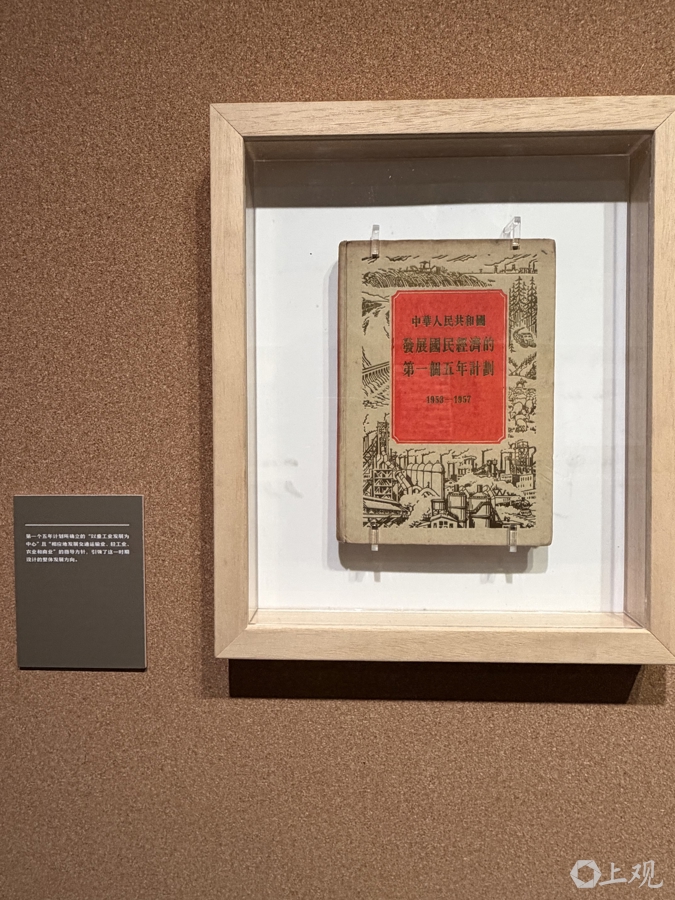 中華人民共和國
發展國民經濟的
第一個五年計劃
1953—1957
第一个五年计划所确立的“以重工业发展为
中心”且“相应地发展交通运输业、轻工业、
农业和商业”的指导方针，引领了这一时期
设计的整体发展方向。
上观